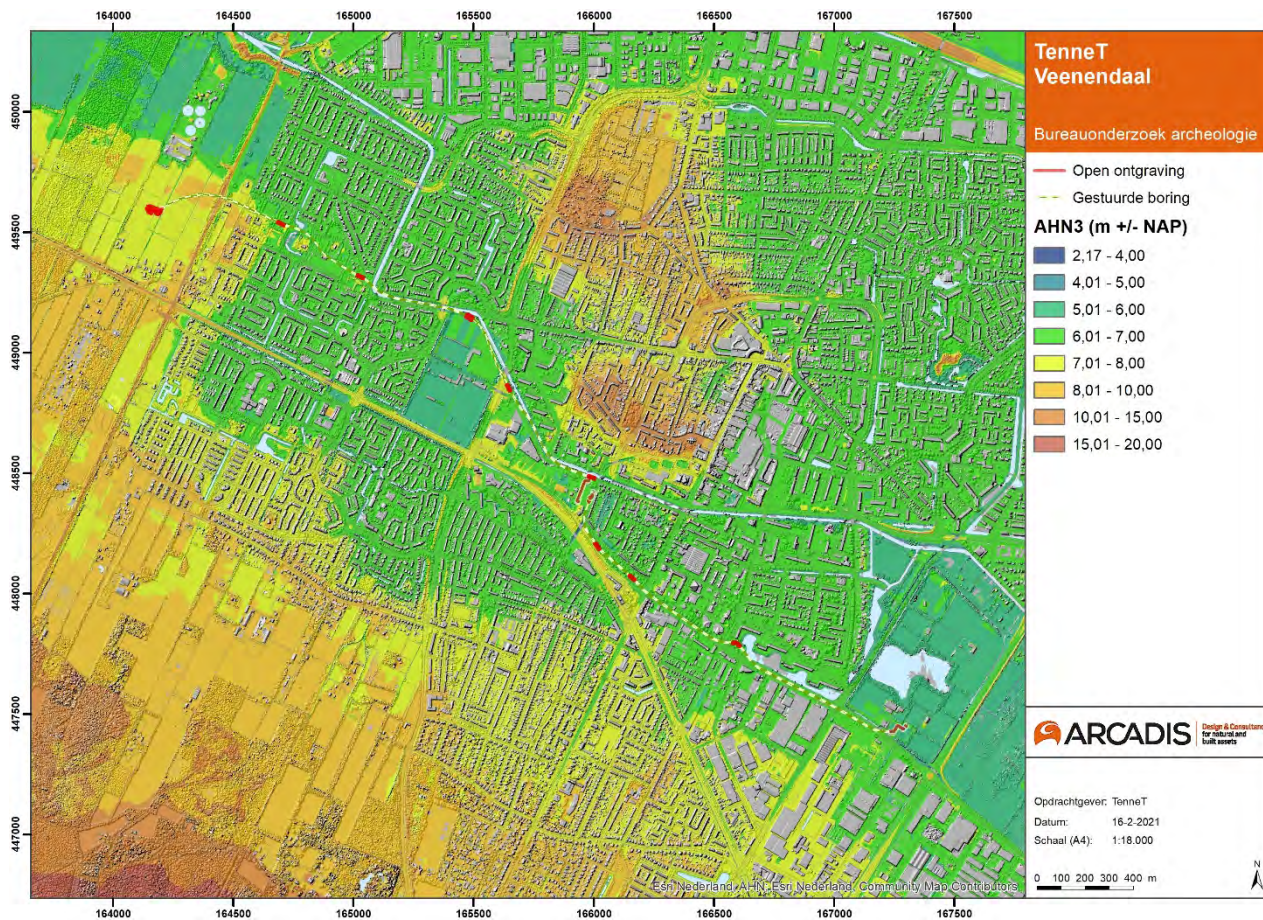 164000 164500 165000 165500 166000 166500 167000 167500
450000
449500
449000
448500
448000
447500
447000
TenneT
Veenendaal
Bureauonderzoek archeologie
Open ontgraving
Gestuurde boring
AHN3 (m +/- NAP)
2,17 - 4,00
4,01 - 5,00
5,01 - 6,00
6,01 - 7,00
7,01 - 8,00
8,01 - 10,00
10,01 - 15,00
15,01 - 20,00
ARCADIS
Design & Consultancy
for natural and
built assets
Opdrachtgever: TenneT
Datum: 16-2-2021
Schaal (A4): 1:18.000
N
0 100 200 300 400 m
Esri Nederland, AHN, Esri Nederland, Community Map Contributors
164000 164500 165000 165500 166000 166500 167000 167500